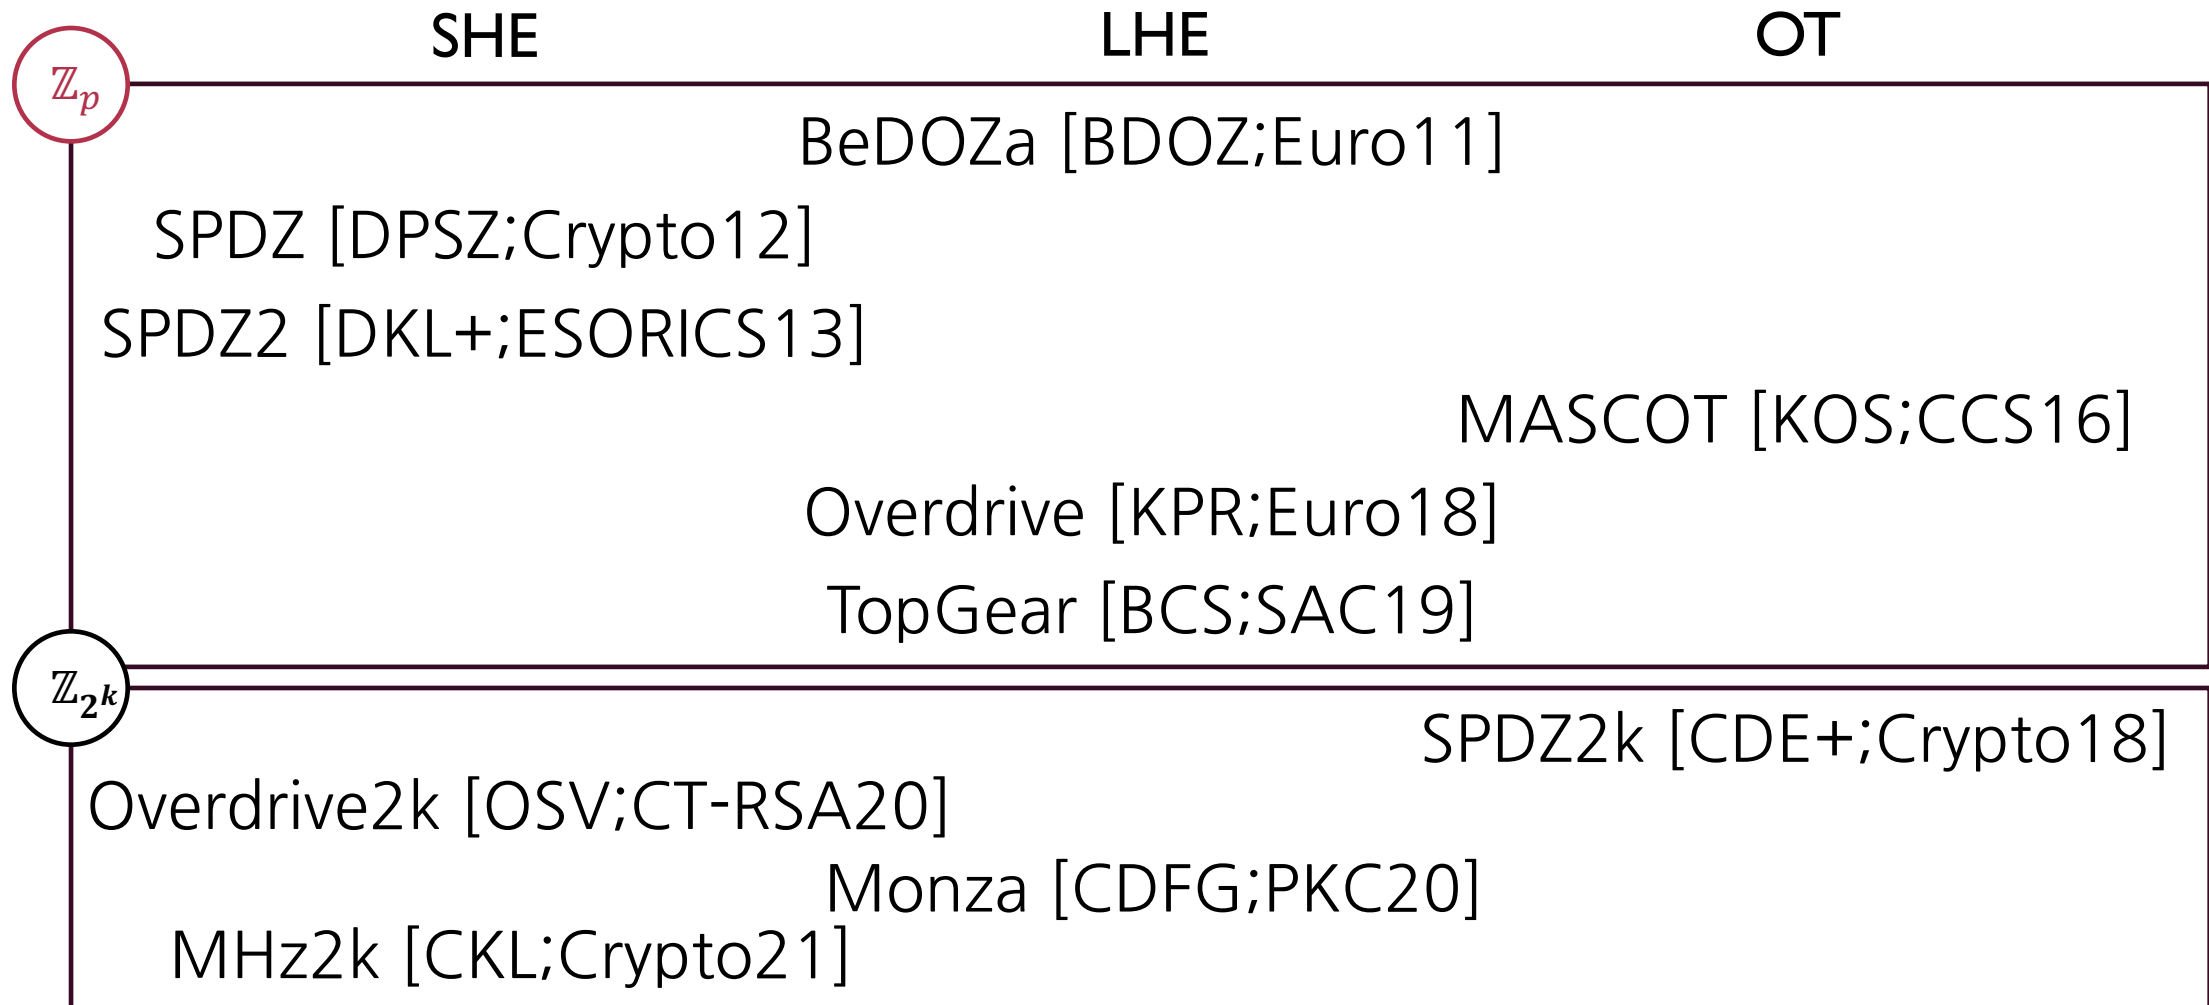 SHE LHE OT
ℤp
BeDOZa [BDOZ;Euro11]
SPDZ [DPSZ;Crypto12]
SPDZ2 [DKL+;ESORICS13]
MASCOT [KOS;CCS16]
Overdrive [KPR;Euro18]
TopGear [BCS;SAC19]
ℤ2^k
SPDZ2k [CDE+;Crypto18]
Overdrive2k [OSV;CT-RSA20]
Monza [CDFG;PKC20]
MHz2k [CKL;Crypto21]